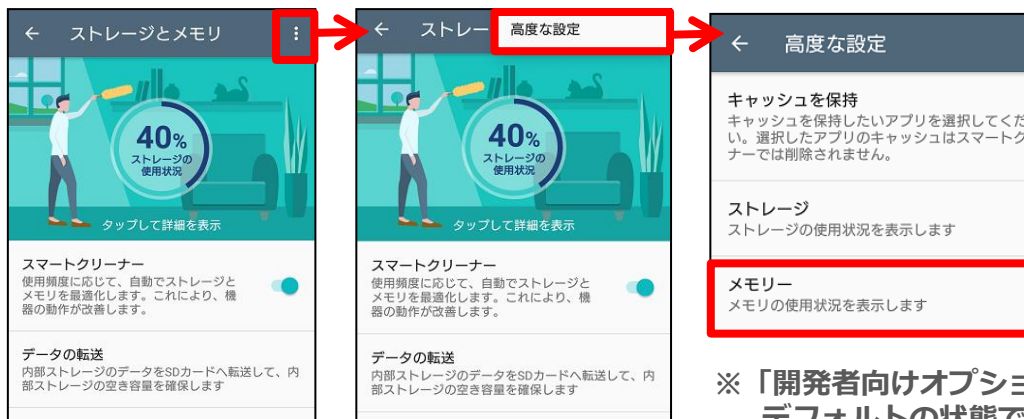 ストレージとメモリ
40%
ストレージの
使用状況
タップして詳細を表示
スマートクリーナー
使用頻度に応じて、自動でストレージと
メモリを最適化します。これにより、機
器の動作が改善します。
データの転送
内部ストレージのデータをSDカードへ転送して、内
部ストレージの空き容量を確保します
ストレー
高度な設定
40%
ストレージの
使用状況
タップして詳細を表示
スマートクリーナー
使用頻度に応じて、自動でストレージと
メモリを最適化します。これにより、機
器の動作が改善します。
データの転送
内部ストレージのデータをSDカードへ転送して、内
部ストレージの空き容量を確保します
高度な設定
キャッシュを保持
キャッシュを保持したいアプリを選択してくだ
い。選択したアプリのキャッシュはスマートク
ナーでは削除されません。
ストレージ
ストレージの使用状況を表示します
メモリー
メモリの使用状況を表示します
※「開発者向けオプショ
デフォルトの状態で